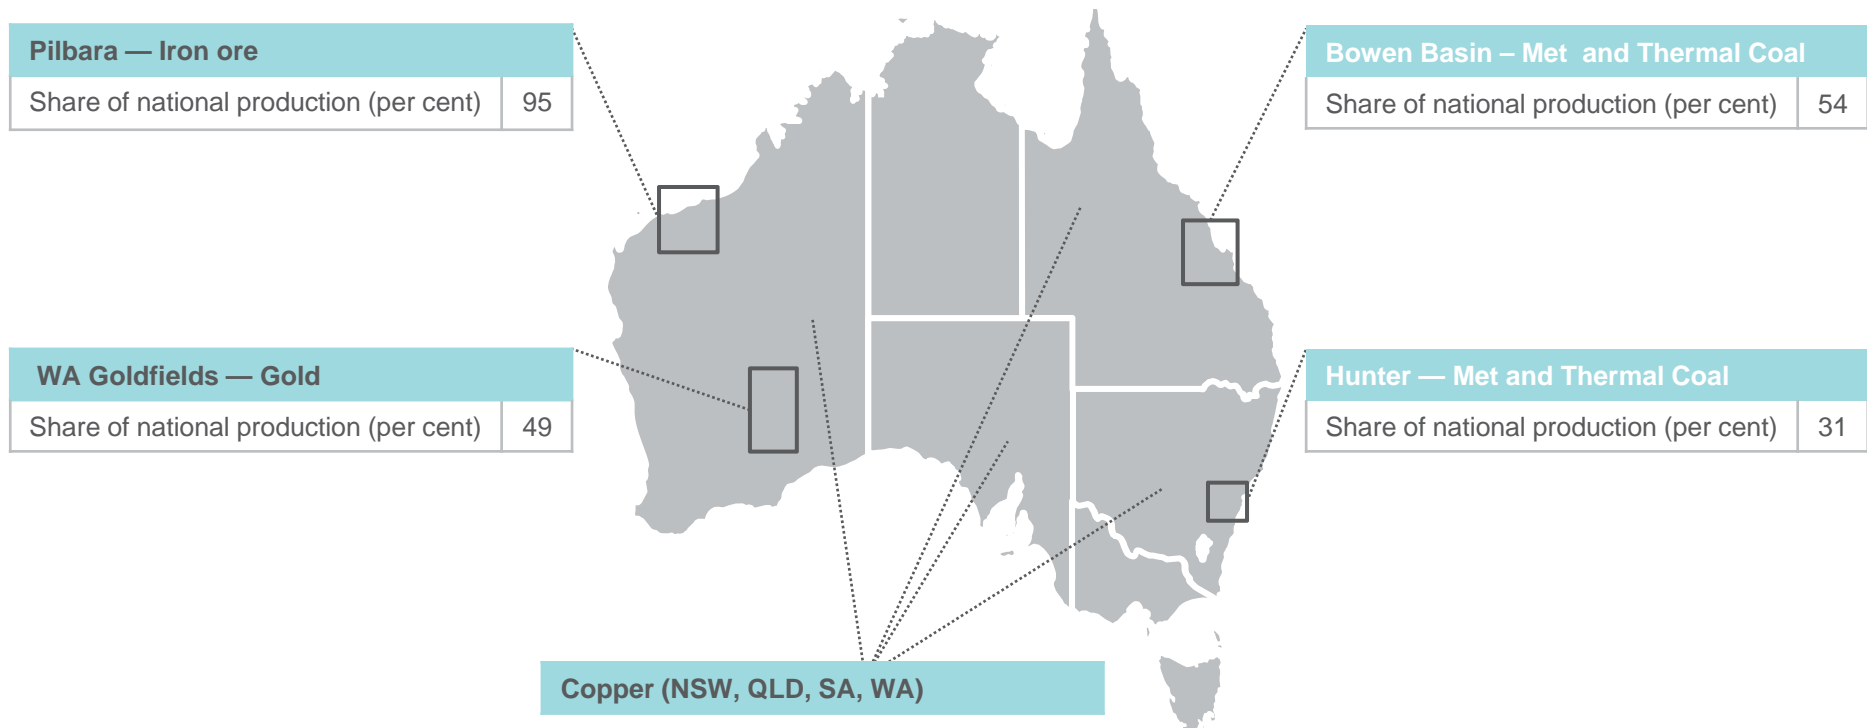 Pilbara — Iron ore
Share of national production (per cent) 95
Bowen Basin – Met and Thermal Coal
Share of national production (per cent) 54
WA Goldfields — Gold
Share of national production (per cent) 49
Hunter — Met and Thermal Coal
Share of national production (per cent) 31
Copper (NSW, QLD, SA, WA)